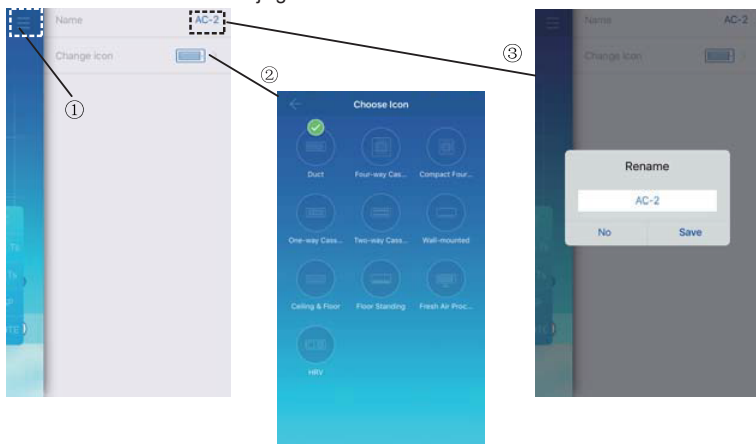 Name AC-2
Change icon
①
②
③
Choose Icon
Duct Four-way Cas... Compact Four...
One-way Cass... Two-way Cass... Wall-mounted
Ceiling & Floor Floor Standing Fresh Air Proc...
HRV
Name AC-2
Change icon
Rename
AC-2
No Save